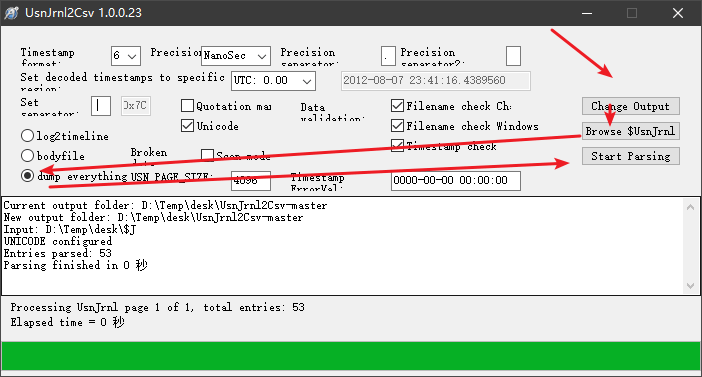 UsnJrnl2Csv 1.0.0.23
Timestamp format: 6 Precision NanoSec Precision separator: . Precision separator2:
Set decoded timestamps to specific region: UTC: 0.00 2012-08-07 23:41:16.4389560
Set separator: | 0x7C Quotation mar Data validation: Filename check Ch: Change Output
Unicode Filename check Windows Browse $UsnJrnl
log2timeline Timestamp check
bodyfile Broken Scan mode Start Parsing
dump everything USN_PAGE_SIZE: 4096 Timestamp ErrorVal: 0000-00-00 00:00:00
Current output folder: D:\Temp\desk\UsnJrnl2Csv-master
New output folder: D:\Temp\desk\UsnJrnl2Csv-master
Input: D:\Temp\desk\$J
UNICODE configured
Entries parsed: 53
Parsing finished in 0 秒
Processing UsnJrnl page 1 of 1, total entries: 53
Elapsed time = 0 秒